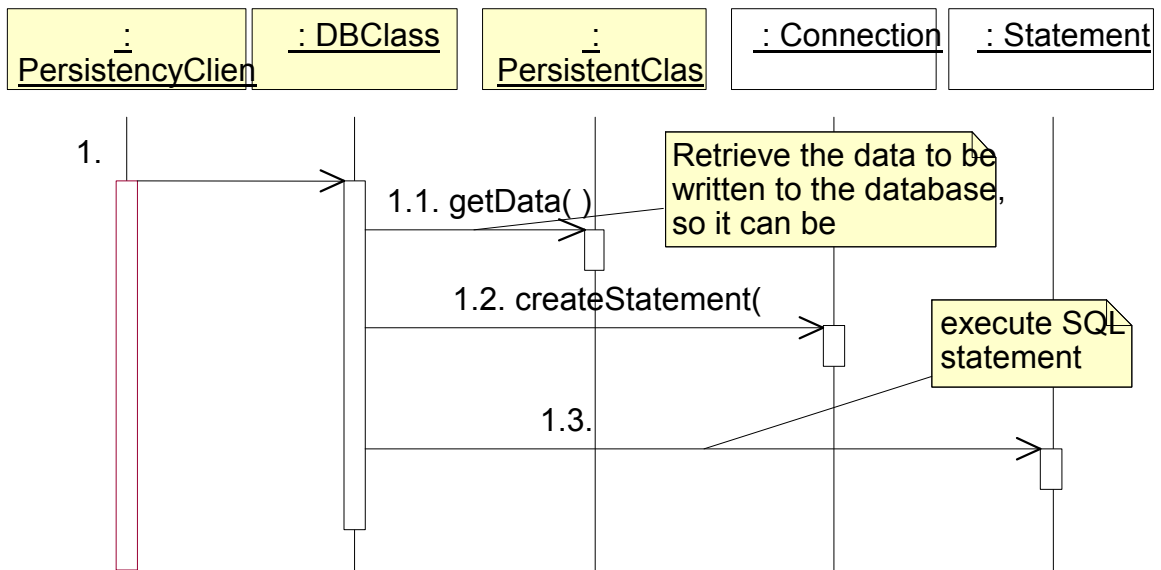 :
PersistencyClien
: DBClass
:
PersistentClas
: Connection
: Statement
1.
Retrieve the data to be
written to the database,
so it can be
1.1. getData( )
1.2. createStatement(
execute SQL
statement
1.3.